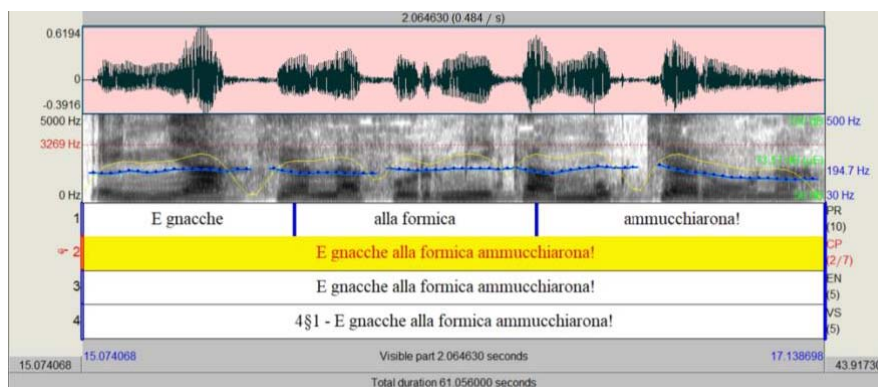 2.064630 (0.484 / s)
0.6194
0
-0.3916
5000 Hz
500 Hz
3269 Hz
194.7 Hz
0 Hz
30 Hz
1 E gnacche alla formica ammucchiarona! PR (10)
2 E gnacche alla formica ammucchiarona! CP (2/7)
3 E gnacche alla formica ammucchiarona! EN (5)
4 4§1 - E gnacche alla formica ammucchiarona! VS (5)
15.074068 Visible part 2.064630 seconds 17.138698
15.074068 43.91730
Total duration 61.056000 seconds